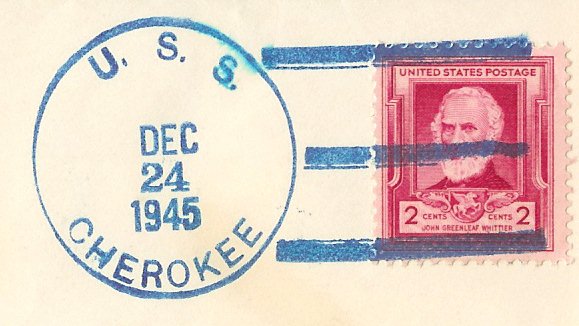 U. S. S.
DEC
24
1945
CHEROKEE
UNITED STATES POSTAGE
2 CENTS CENTS 2
JOHN GREENLEAF WHITTIER